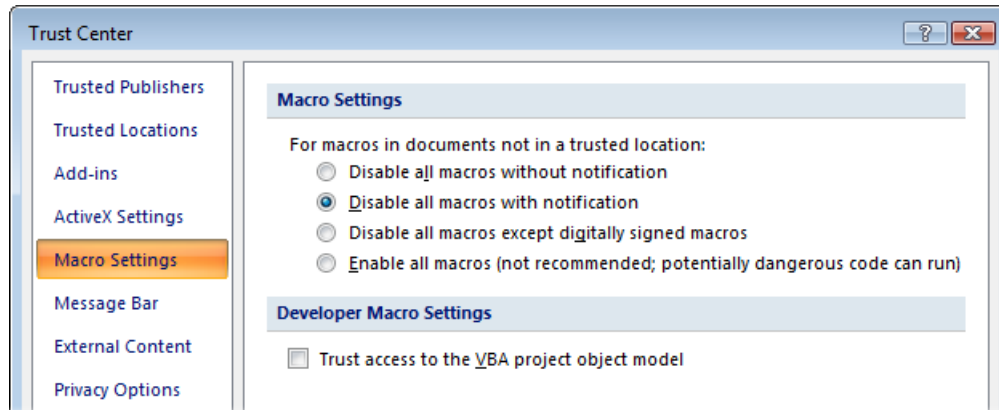 Trust Center
?
Trusted Publishers
Trusted Locations
Add-ins
ActiveX Settings
Macro Settings
Message Bar
External Content
Privacy Options
Macro Settings
For macros in documents not in a trusted location:
Disable all macros without notification
Disable all macros with notification
Disable all macros except digitally signed macros
Enable all macros (not recommended; potentially dangerous code can run)
Developer Macro Settings
Trust access to the VBA project object model